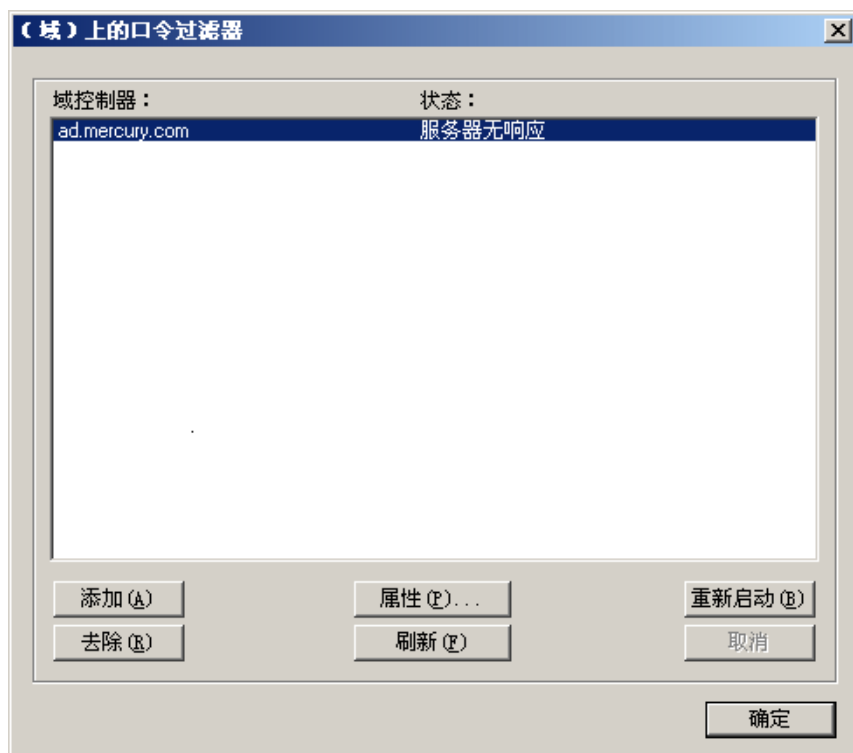 （域）上的口令过滤器
域控制器： 状态：
ad.mercury.com 服务器无响应
添加(A) 属性(P)... 重新启动(B)
去除(R) 刷新(F) 取消
确定